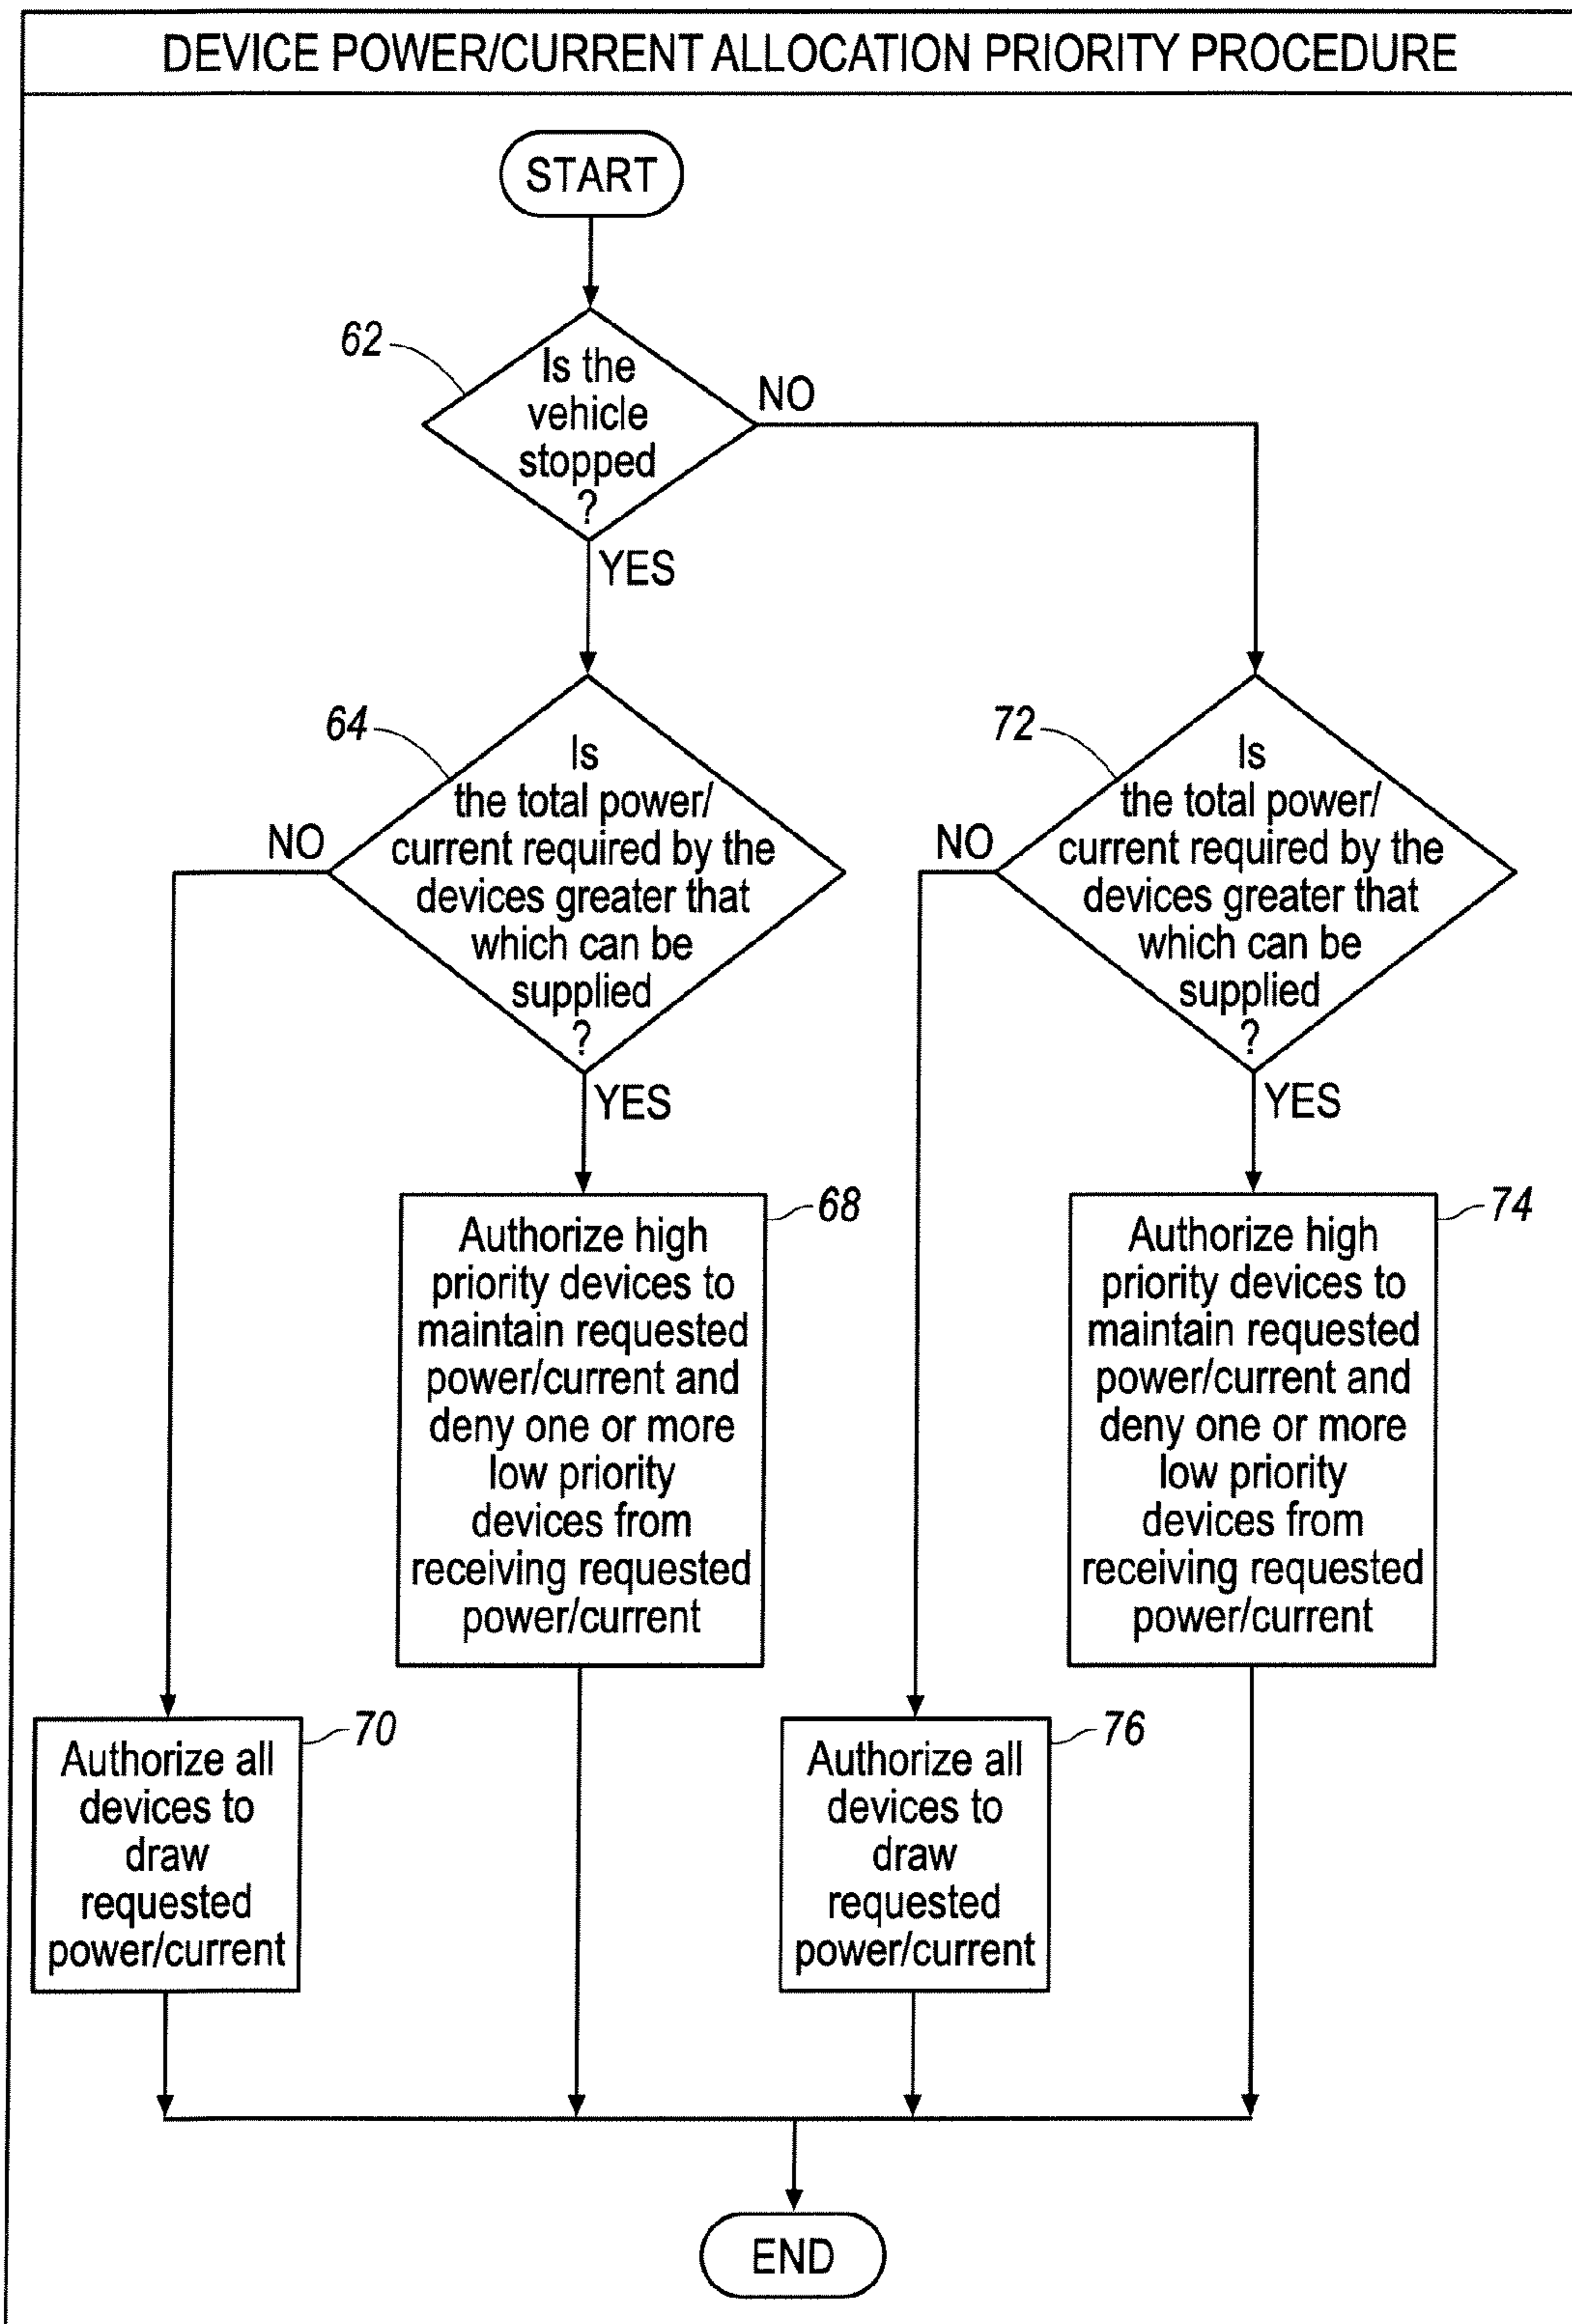 DEVICE POWER/CURRENT ALLOCATION PRIORITY PROCEDURE
START
62
Is the
vehicle
stopped
?
NO
YES
64
Is
the total power/
current required by the
devices greater that
which can be
supplied
?
NO
YES
72
Is
the total power/
current required by the
devices greater that
which can be
supplied
?
NO
YES
68
Authorize high
priority devices to
maintain requested
power/current and
deny one or more
low priority
devices from
receiving requested
power/current
74
Authorize high
priority devices to
maintain requested
power/current and
deny one or more
low priority
devices from
receiving requested
power/current
70
Authorize all
devices to
draw
requested
power/current
76
Authorize all
devices to
draw
requested
power/current
END